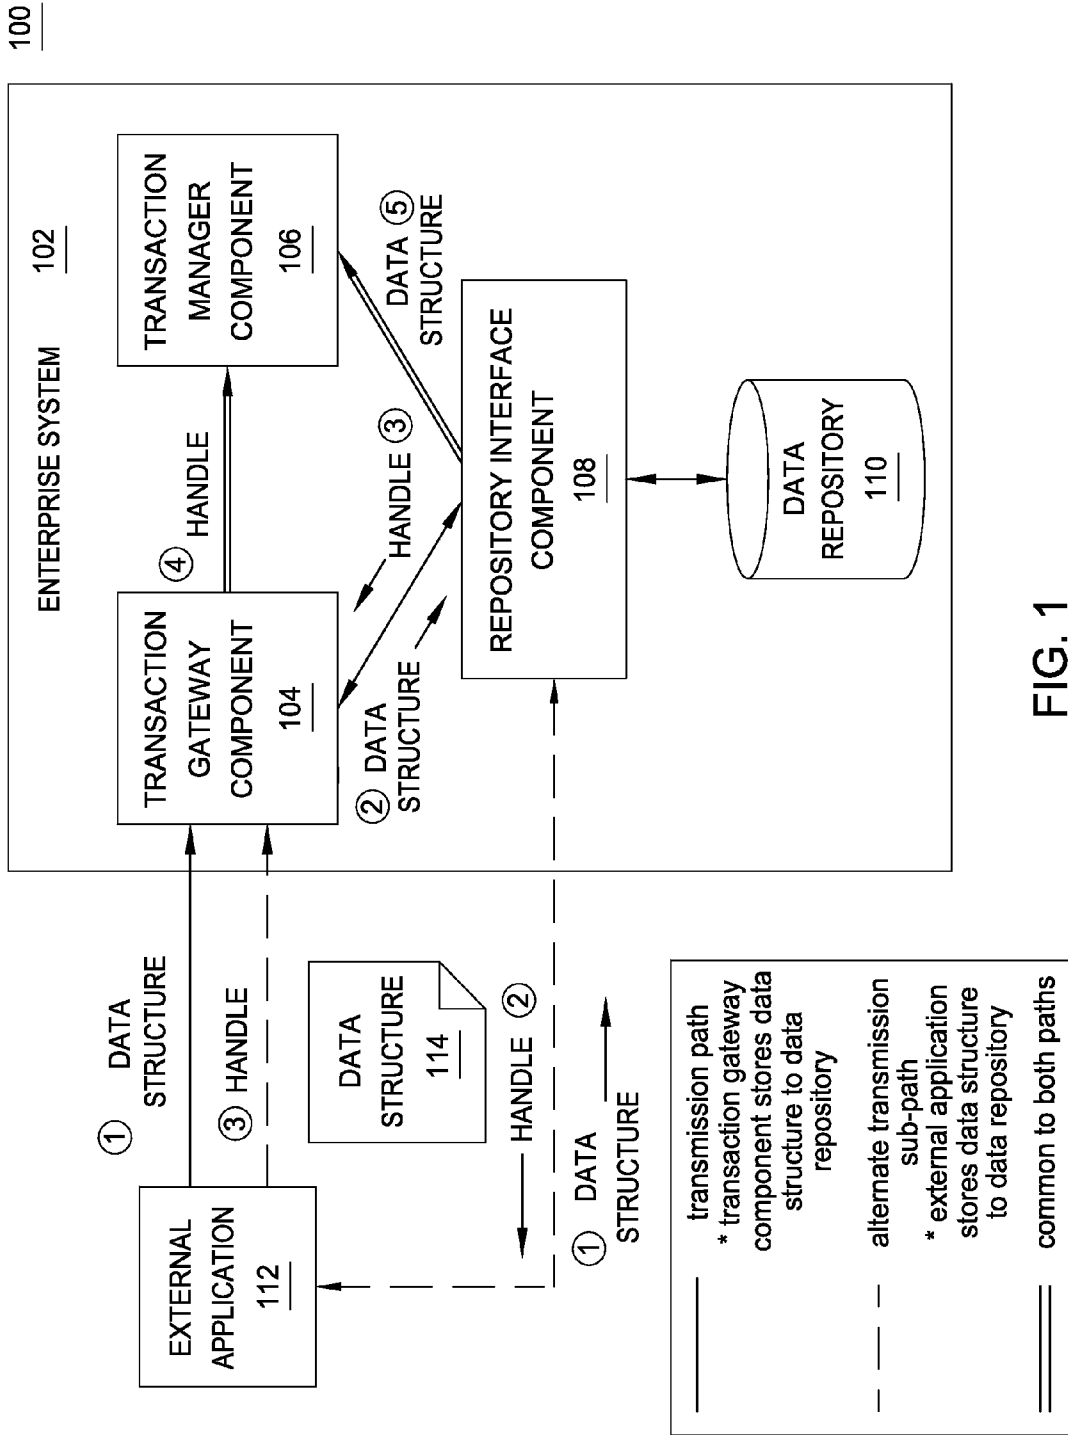 100
ENTERPRISE SYSTEM
102
TRANSACTION
GATEWAY
COMPONENT
104
④
HANDLE
TRANSACTION
MANAGER
COMPONENT
106
① DATA
STRUCTURE
③ HANDLE
EXTERNAL
APPLICATION
112
DATA
STRUCTURE
114
HANDLE ②
① DATA
STRUCTURE
② DATA
STRUCTURE
HANDLE ③
DATA ⑤
STRUCTURE
REPOSITORY INTERFACE
COMPONENT
108
DATA
REPOSITORY
110
transmission path
* transaction gateway
component stores data
structure to data
repository
alternate transmission
sub-path
* external application
stores data structure
to data repository
common to both paths
FIG. 1